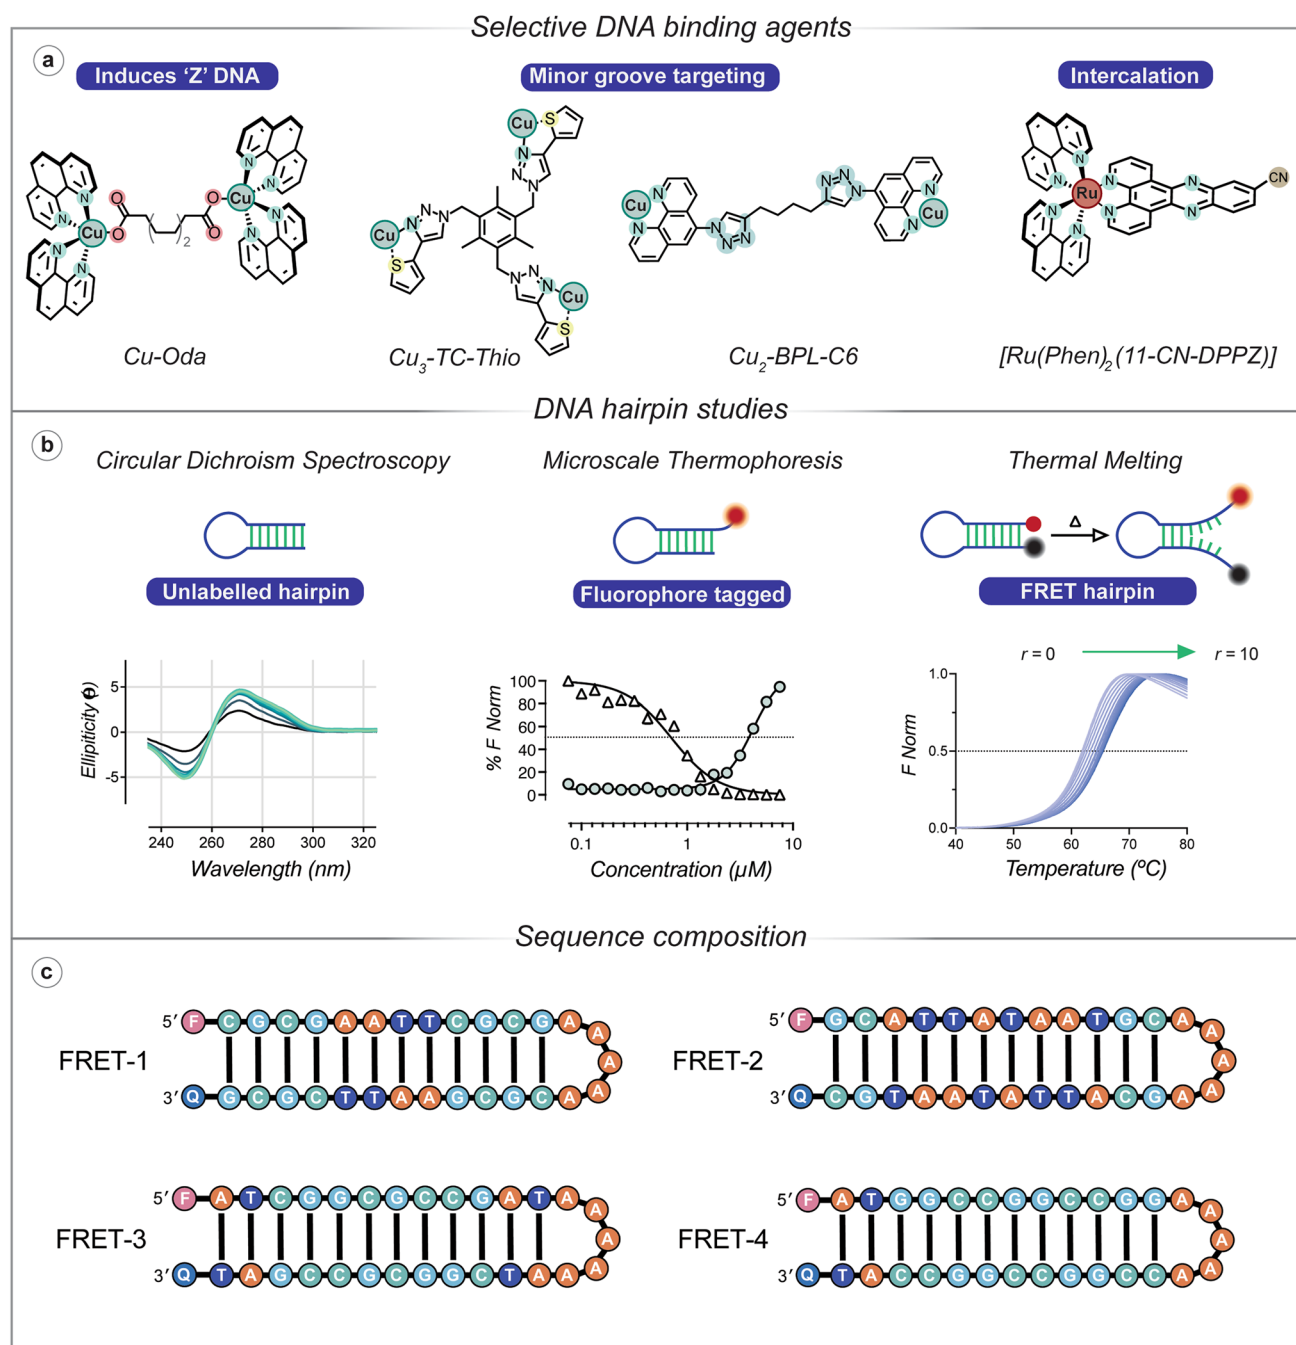 Selective DNA binding agents
a
Induces ‘Z’ DNA
Minor groove targeting
Intercalation
Cu-Oda
Cu3-TC-Thio
Cu2-BPL-C6
[Ru(Phen)2(11-CN-DPPZ)]
N N N N N N N N Cu Cu O O O O 2
Cu Cu Cu S S S N N N N N N N N N
Cu Cu N N N N N N N N N N
Ru N N N N N N N N CN
DNA hairpin studies
b
Circular Dichroism Spectroscopy
Microscale Thermophoresis
Thermal Melting
Δ
Unlabelled hairpin
Fluorophore tagged
FRET hairpin
r = 0
r = 10
Ellipiticity (Θ)
5
0
-5
240 260 280 300 320
Wavelength (nm)
% F Norm
100
80
60
40
20
0
0.1 1 10
Concentration (μM)
F Norm
1.0
0.5
0.0
40 50 60 70 80
Temperature (ºC)
Sequence composition
c
FRET-1
5′ F C G C G A A T T C G C G A A A A A
3′ Q G C G C T T A A G C G C A
FRET-2
5′ F G C A T T A T A A T G C A A A A A
3′ Q C G T A A T A T T A C G A
FRET-3
5′ F A T C G G C G C C G A T A A A A
3′ Q T A G C C G C G G C T A A A
FRET-4
5′ F A T G G C C G G C C G G A A A A
3′ Q T A C C G G C C G G C C A